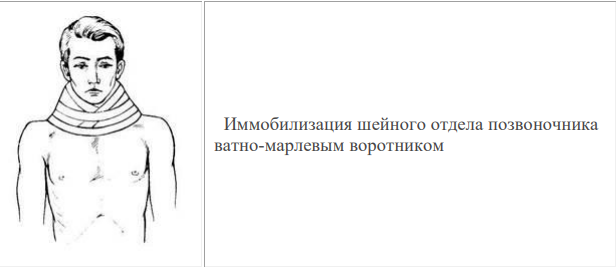 Иммобилизация шейного отдела позвоночника
ватно-марлевым воротником